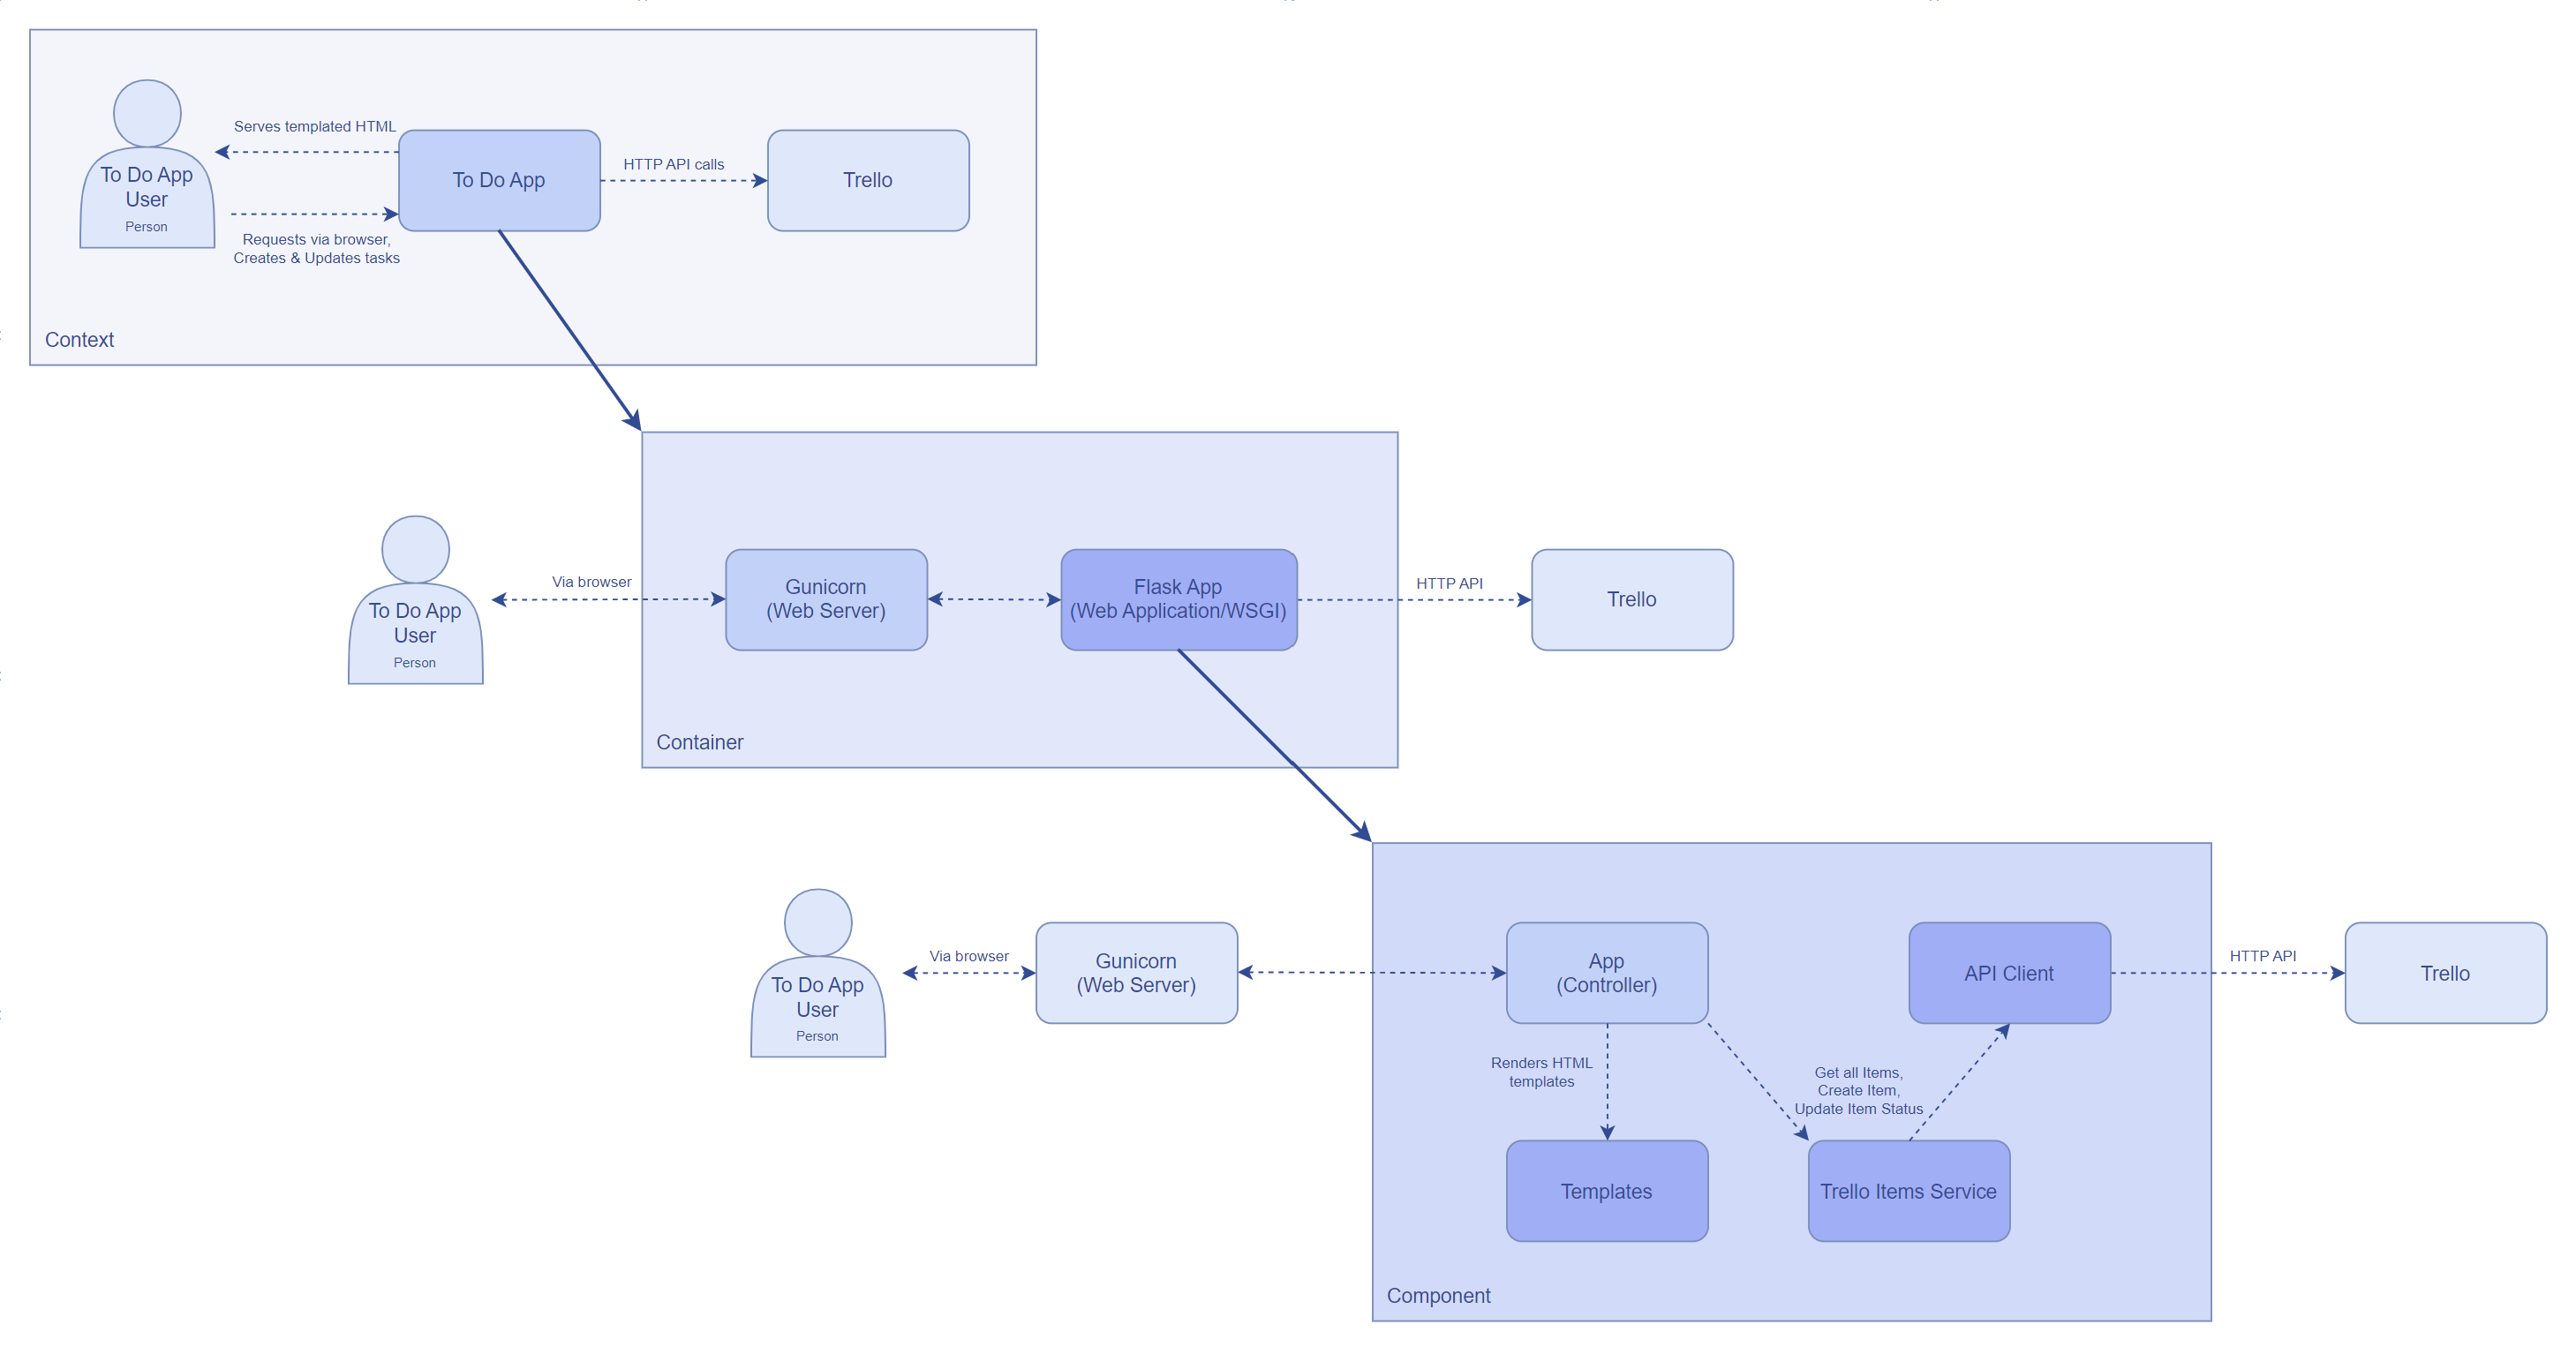 Serves templated HTML
To Do App
User
Person
To Do App
HTTP API calls
Trello
Requests via browser,
Creates & Updates tasks
Context
To Do App
User
Person
Via browser
Gunicorn
(Web Server)
Flask App
(Web Application/WSGI)
HTTP API
Trello
Container
To Do App
User
Person
Via browser
Gunicorn
(Web Server)
App
(Controller)
API Client
HTTP API
Trello
Renders HTML
templates
Get all Items,
Create Item,
Update Item Status
Templates
Trello Items Service
Component